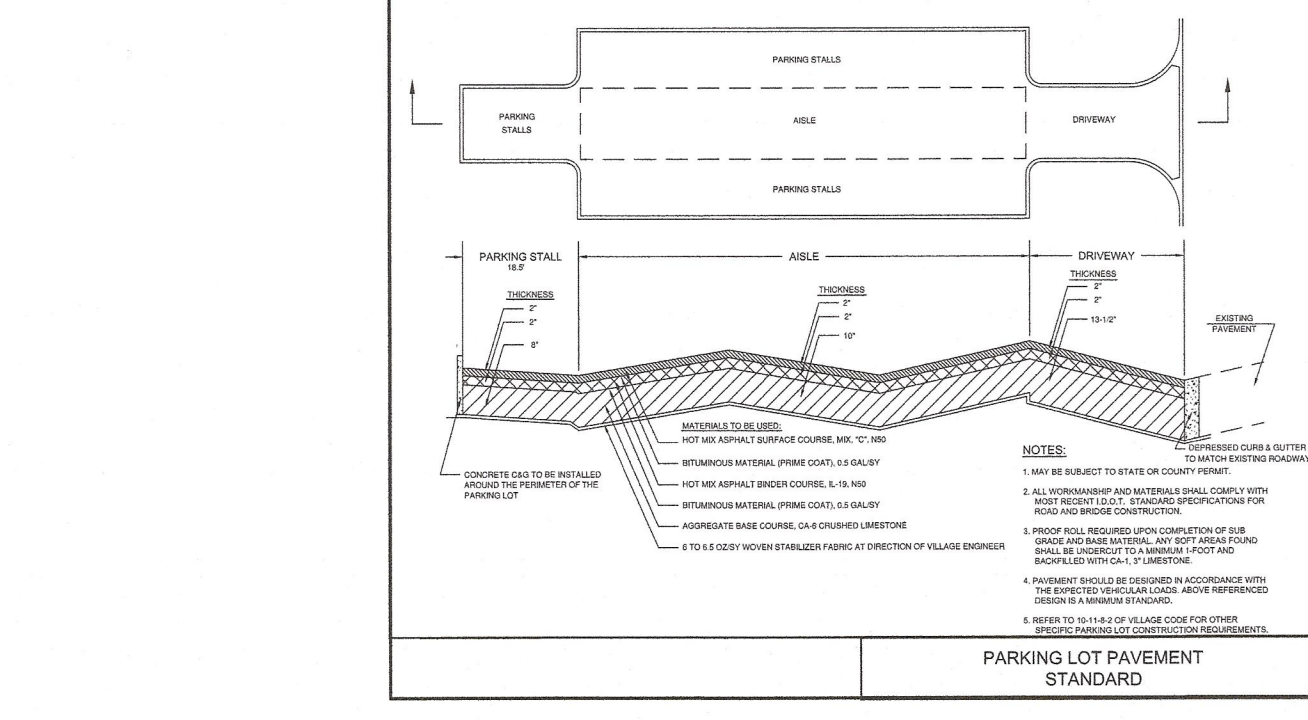 PARKING STALLS
PARKING
STALLS
AISLE
DRIVEWAY
PARKING STALLS
PARKING STALL
18.5'
AISLE
DRIVEWAY
THICKNESS
2"
2"
8"
THICKNESS
2"
2"
10"
THICKNESS
2"
2"
13-1/2"
EXISTING
PAVEMENT
CONCRETE C&G TO BE INSTALLED
AROUND THE PERIMETER OF THE
PARKING LOT
MATERIALS TO BE USED:
HOT MIX ASPHALT SURFACE COURSE, MIX, "C", N50
BITUMINOUS MATERIAL (PRIME COAT), 0.5 GAL/SY
HOT MIX ASPHALT BINDER COURSE, IL-19, N50
BITUMINOUS MATERIAL (PRIME COAT), 0.5 GAL/SY
AGGREGATE BASE COURSE, CA-6 CRUSHED LIMESTONE
6 TO 6.5 OZ/SY WOVEN STABILIZER FABRIC AT DIRECTION OF VILLAGE ENGINEER
DEPRESSED CURB & GUTTER
TO MATCH EXISTING ROADWAY
NOTES:
1. MAY BE SUBJECT TO STATE OR COUNTY PERMIT.
2. ALL WORKMANSHIP AND MATERIALS SHALL COMPLY WITH
MOST RECENT I.D.O.T. STANDARD SPECIFICATIONS FOR
ROAD AND BRIDGE CONSTRUCTION.
3. PROOF ROLL REQUIRED UPON COMPLETION OF SUB
GRADE AND BASE MATERIAL. ANY SOFT AREAS FOUND
SHALL BE UNDERCUT TO A MINIMUM 1-FOOT AND
BACKFILLED WITH CA-1, 3" LIMESTONE.
4. PAVEMENT SHOULD BE DESIGNED IN ACCORDANCE WITH
THE EXPECTED VEHICULAR LOADS. ABOVE REFERENCED
DESIGN IS A MINIMUM STANDARD.
5. REFER TO 10-11-8-2 OF VILLAGE CODE FOR OTHER
SPECIFIC PARKING LOT CONSTRUCTION REQUIREMENTS.
PARKING LOT PAVEMENT
STANDARD